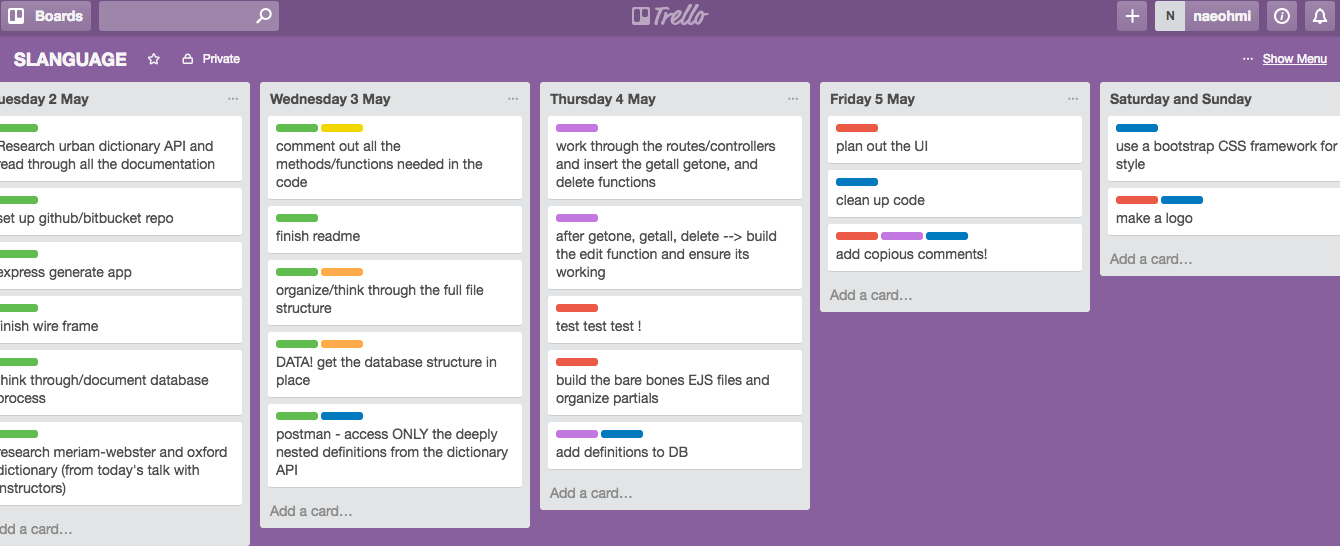 Boards
Trello
N
naeohmi
SLANGUAGE
Private
Show Menu
uesday 2 May
Research urban dictionary API and
read through all the documentation
set up github/bitbucket repo
express generate app
finish wire frame
think through/document database
process
research meriam-webster and oxford
dictionary (from today's talk with
instructors)
dd a card…
Wednesday 3 May
comment out all the
methods/functions needed in the
code
finish readme
organize/think through the full file
structure
DATA! get the database structure in
place
postman - access ONLY the deeply
nested definitions from the dictionary
API
Add a card…
Thursday 4 May
work through the routes/controllers
and insert the getall getone, and
delete functions
after getone, getall, delete --> build
the edit function and ensure its
working
test test test !
build the bare bones EJS files and
organize partials
add definitions to DB
Add a card…
Friday 5 May
plan out the UI
clean up code
add copious comments!
Add a card…
Saturday and Sunday
use a bootstrap CSS framework for
style
make a logo
Add a card…